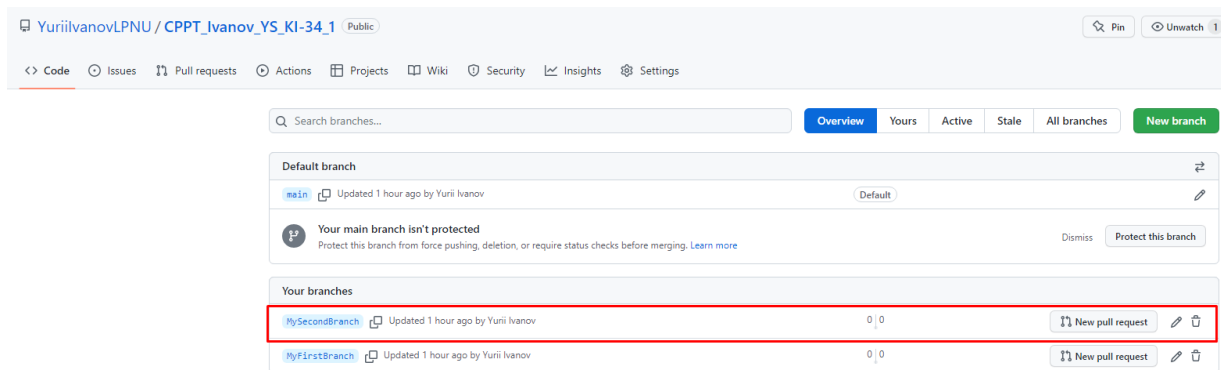 YuriiIvanovLPNU / CPPT_Ivanov_YS_KI-34_1 Public Pin Unwatch 1
Code Issues Pull requests Actions Projects Wiki Security Insights Settings
Search branches... Overview Yours Active Stale All branches New branch
Default branch
main Updated 1 hour ago by Yurii Ivanov Default
Your main branch isn't protected
Protect this branch from force pushing, deletion, or require status checks before merging. Learn more Dismiss Protect this branch
Your branches
MySecondBranch Updated 1 hour ago by Yurii Ivanov 0 0 New pull request
MyFirstBranch Updated 1 hour ago by Yurii Ivanov 0 0 New pull request